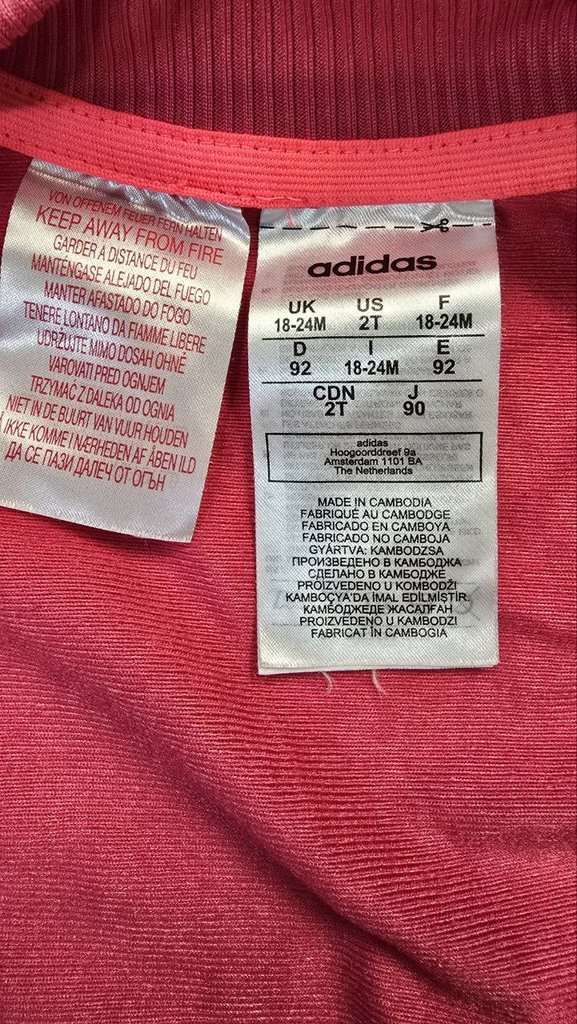 VON OFFENEM FEUER FERN HALTEN
KEEP AWAY FROM FIRE
GARDER À DISTANCE DU FEU
MANTÉNGASE ALEJADO DEL FUEGO
MANTER AFASTADO DO FOGO
TENERE LONTANO DA FIAMME LIBERE
UDRŽUJTE MIMO DOSAH OHNĚ
VAROVATI PRED OGNJEM
TRZYMAĆ Z DALEKA OD OGNIA
NIET IN DE BUURT VAN VUUR HOUDEN
IKKE KOMME I NÆRHEDEN AF ÅBEN ILD
ДА СЕ ПАЗИ ДАЛЕЧ ОТ ОГЪН
adidas
UK US F
18-24M 2T 18-24M
D I E
92 18-24M 92
CDN J
2T 90
adidas
Hoogoorddreef 9a
Amsterdam 1101 BA
The Netherlands
MADE IN CAMBODIA
FABRIQUÉ AU CAMBODGE
FABRICADO EN CAMBOYA
FABRICADO NO CAMBOJA
GYÁRTVA: KAMBODZSA
ПРОИЗВЕДЕНО В КАМБОДЖА
СДЕЛАНО В КАМБОДЖЕ
PROIZVEDENO U KOMBODŽI
KAMBOÇYA'DA İMAL EDİLMİŞTİR.
КАМБОДЖЕДЕ ЖАСАЛҒАН
PROIZVEDENO U KAMBODZI
FABRICAT ÎN CAMBOGIA